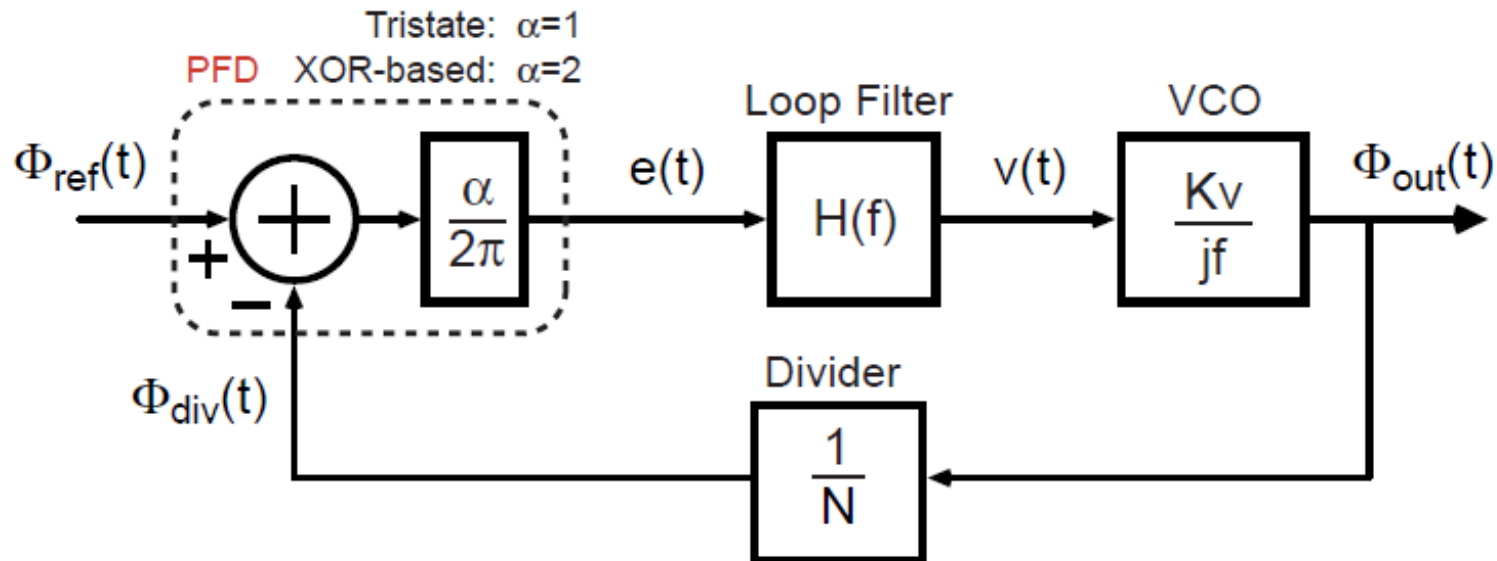 Tristate: α=1
PFD XOR-based: α=2
Loop Filter
VCO
Φref(t)
+
α
2π
e(t)
H(f)
v(t)
Kv
jf
Φout(t)
+
−
Φdiv(t)
Divider
1
N